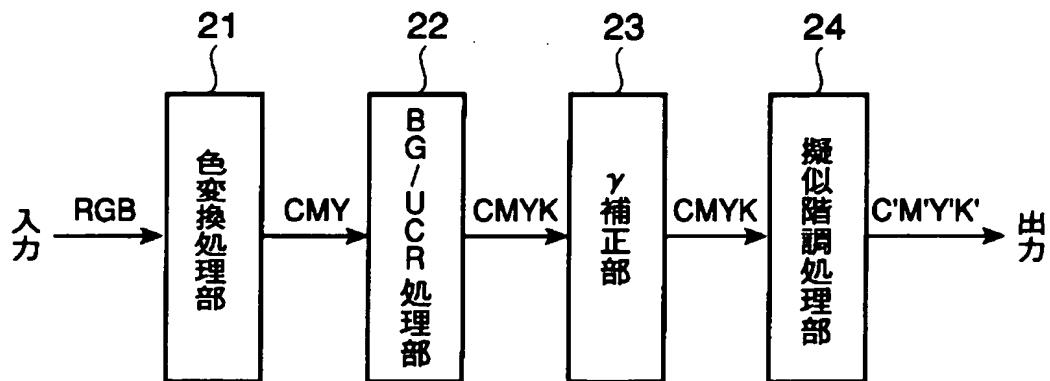 21
22
23
24
入力
RGB
色変換処理部
CMY
BG/UCR処理部
CMYK
γ補正部
CMYK
擬似階調処理部
C'M'Y'K'
出力